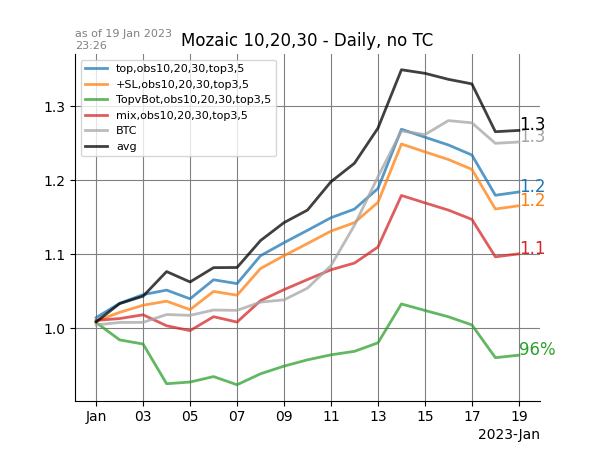 as of 19 Jan 2023
23:26
Mozaic 10,20,30 - Daily, no TC
top,obs10,20,30,top3,5
+SL,obs10,20,30,top3,5
TopvBot,obs10,20,30,top3,5
mix,obs10,20,30,top3,5
BTC
avg
1.3
1.2
1.1
1.0
1.3
1.3
1.2
1.2
1.1
96%
Jan 03 05 07 09 11 13 15 17 19
2023-Jan